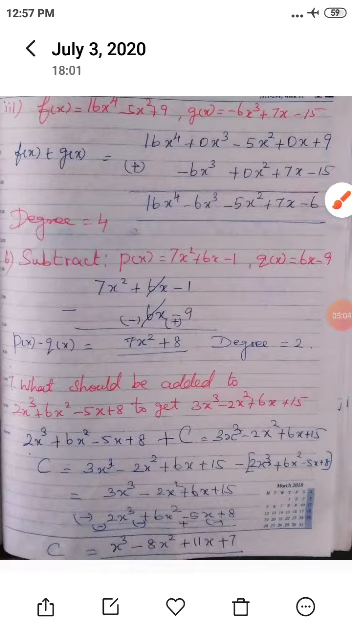 12:57 PM
... 59
July 3, 2020
18:01
iii) f(x) = 16x⁴ - 5x² + 9 , g(x) = -6x³ + 7x - 15
f(x) + g(x) = 16x⁴ + 0x³ - 5x² + 0x + 9
(+) -6x³ + 0x² + 7x - 15
16x⁴ - 6x³ - 5x² + 7x - 6
Degree = 4
05:04
b) Subtract: p(x) = 7x² + 6x - 1 , q(x) = 6x - 9
7x² + 6x - 1
- (-) 6x (+) - 9
p(x) - q(x) = 7x² + 8 Degree = 2.
7. What should be added to
2x³ + 6x² - 5x + 8 to get 3x³ - 2x² + 6x + 15
2x³ + 6x² - 5x + 8 + C = 3x³ - 2x² + 6x + 15
C = 3x³ - 2x² + 6x + 15 - [2x³ + 6x² - 5x + 8]
= 3x³ - 2x² + 6x + 15
(-) 2x³ + 6x² - 5x + 8
(-) (-) + (-)
March 2018
C = x³ - 8x² + 11x + 7